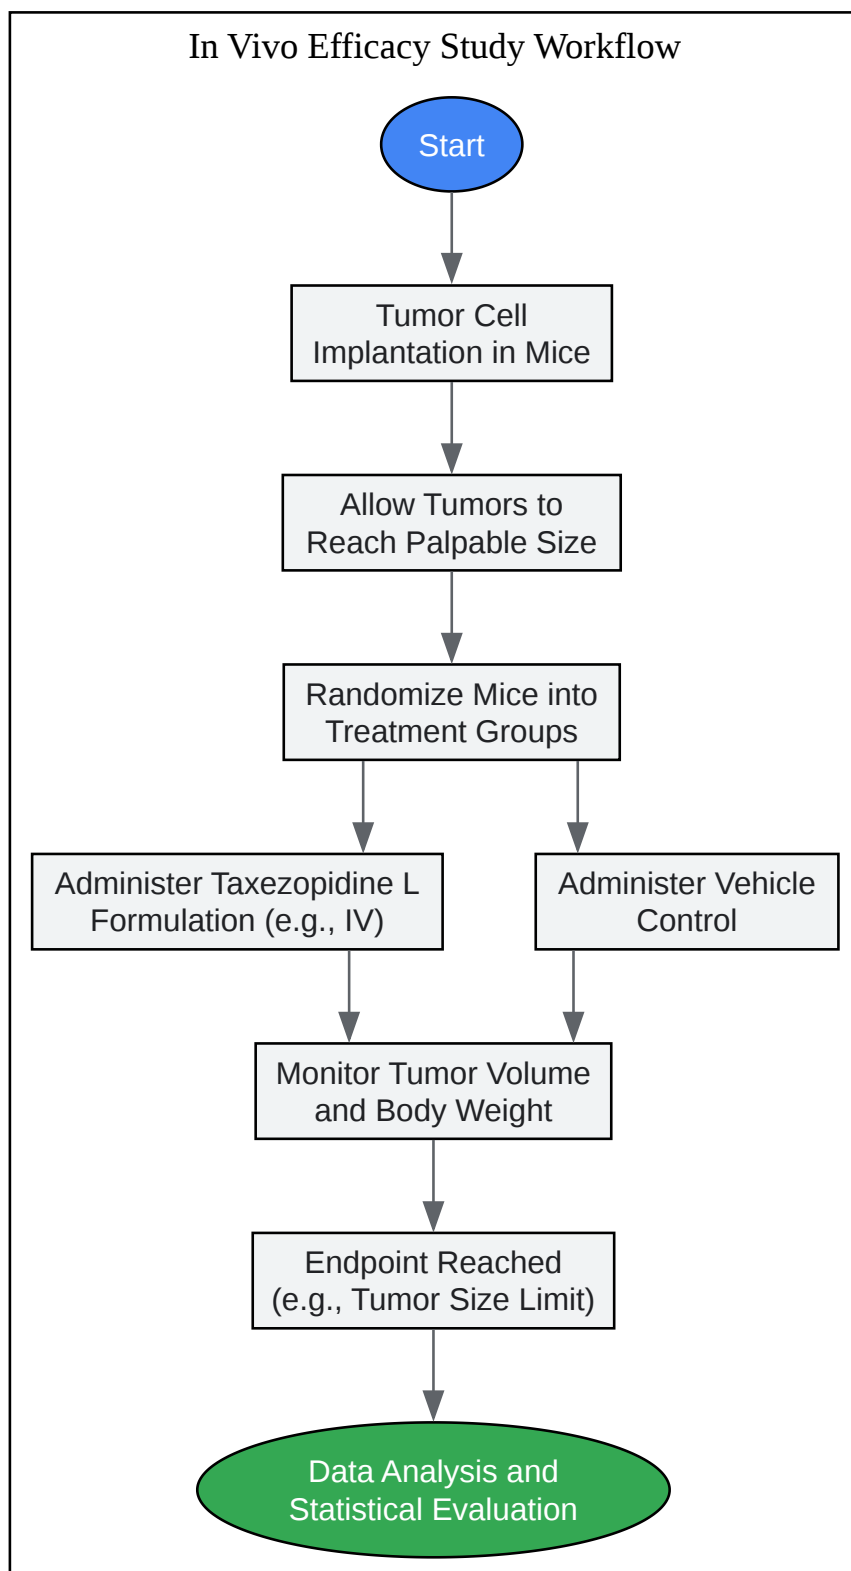 In Vivo Efficacy Study Workflow
Start
Tumor Cell
Implantation in Mice
Allow Tumors to
Reach Palpable Size
Randomize Mice into
Treatment Groups
Administer Taxezopidine L
Formulation (e.g., IV)
Administer Vehicle
Control
Monitor Tumor Volume
and Body Weight
Endpoint Reached
(e.g., Tumor Size Limit)
Data Analysis and
Statistical Evaluation